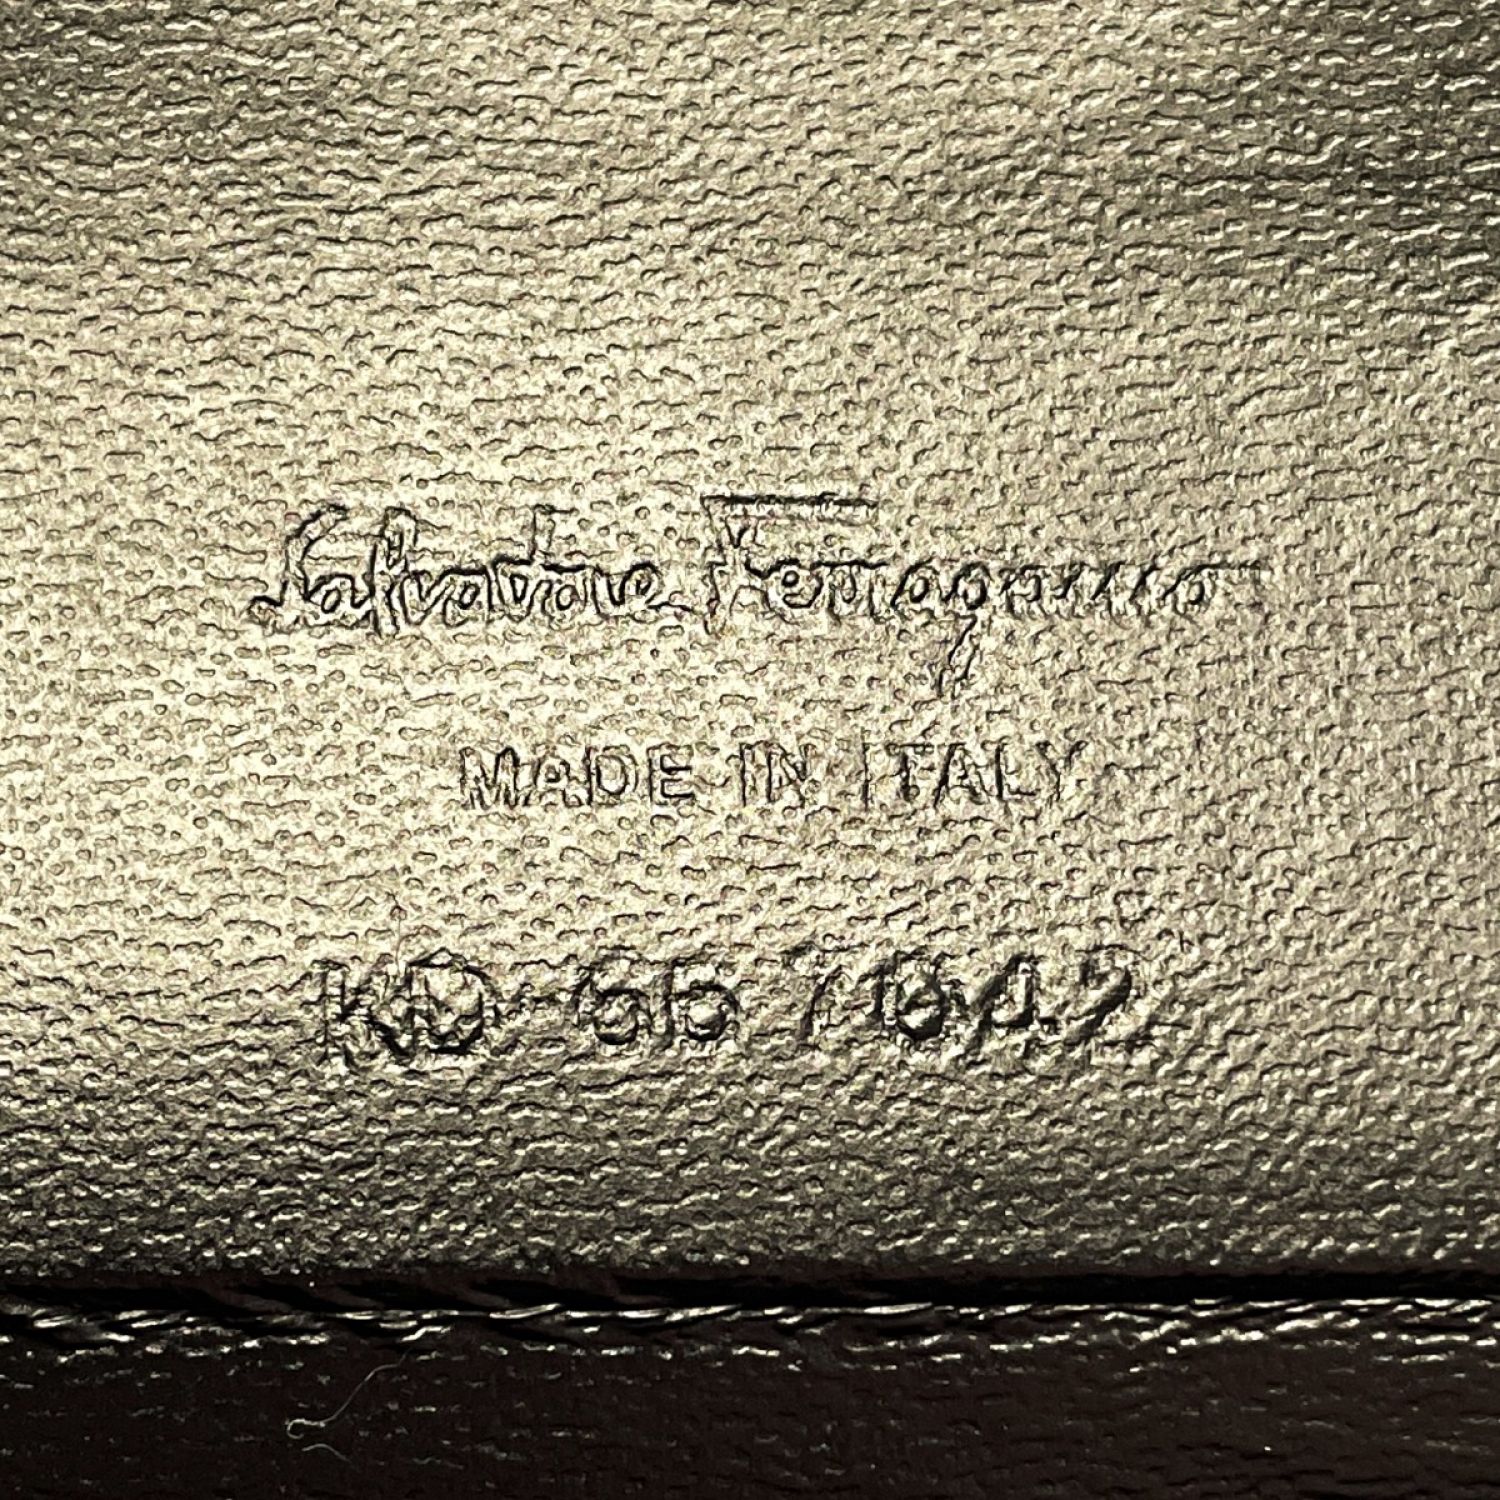 Salvatore Ferragamo
MADE IN ITALY
KD-66 7642